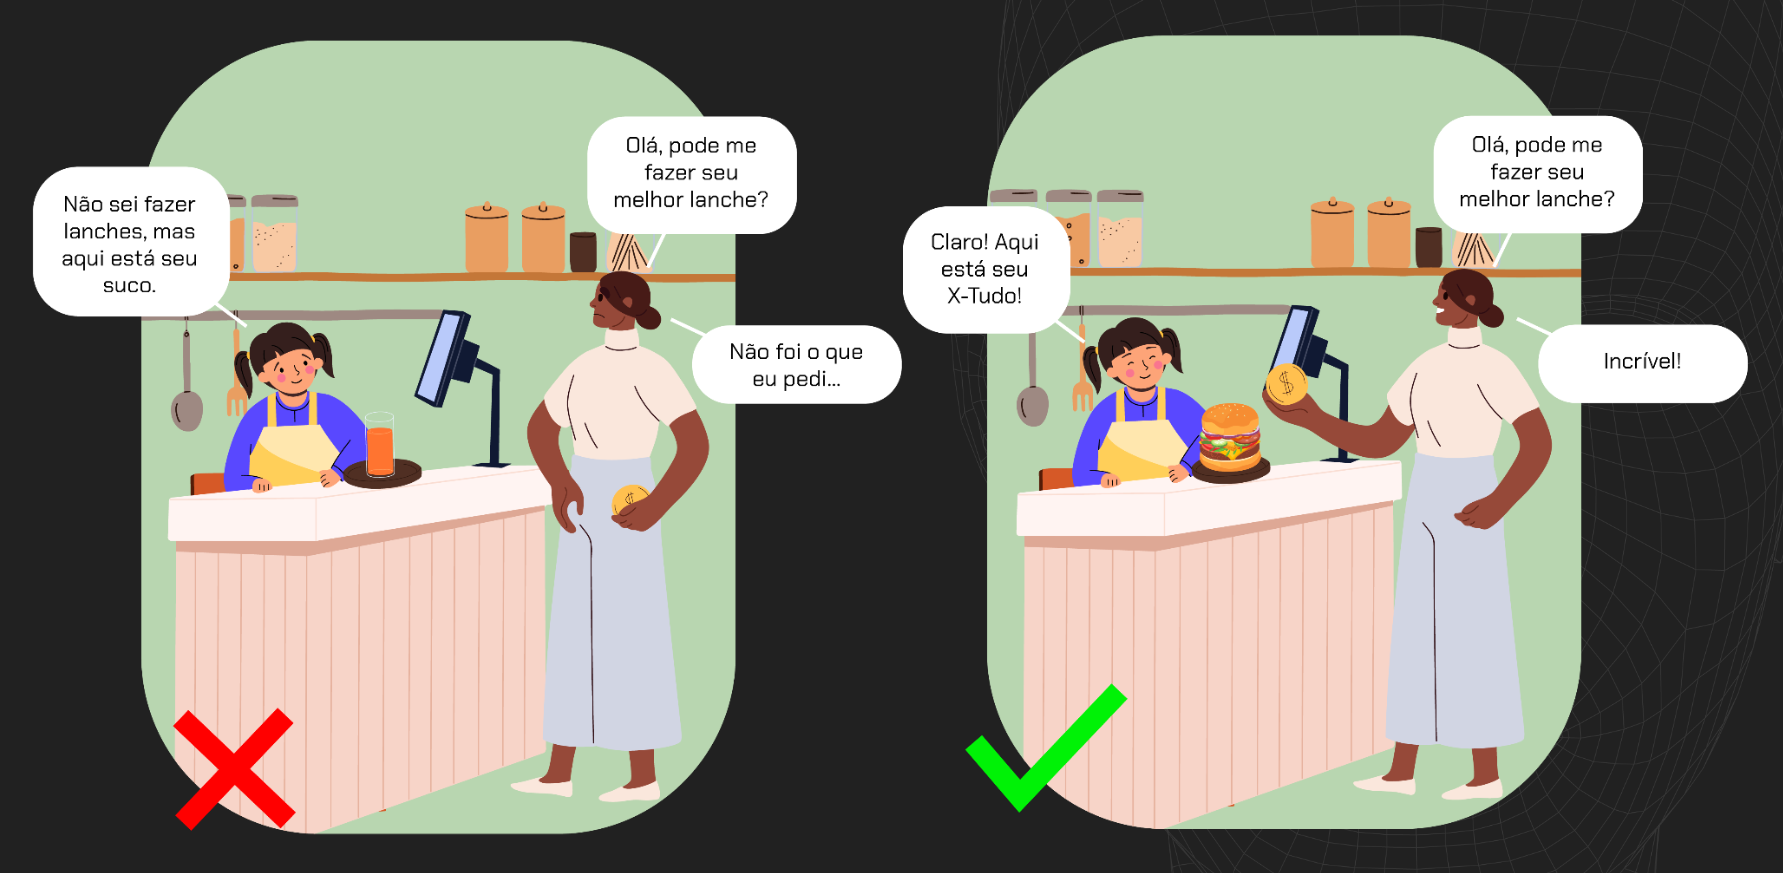 Olá, pode me
fazer seu
melhor lanche?
Não sei fazer
lanches, mas
aqui está seu
suco.
Não foi o que
eu pedi...
Olá, pode me
fazer seu
melhor lanche?
Claro! Aqui
está seu
X-Tudo!
Incrível!